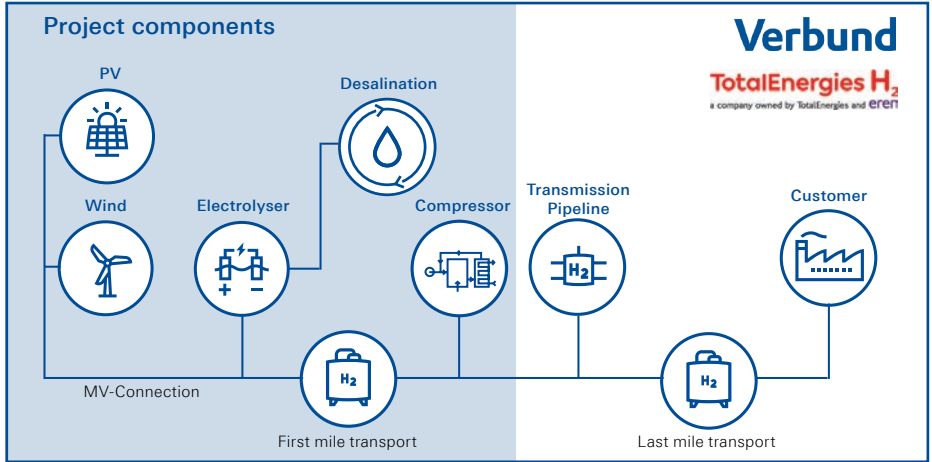 Project components
Verbund
TotalEnergies H2
a company owned by TotalEnergies and eren
PV
Desalination
Wind
Electrolyser
Compressor
Transmission
Pipeline
Customer
+ −
H2
H2
H2
MV-Connection
First mile transport
Last mile transport